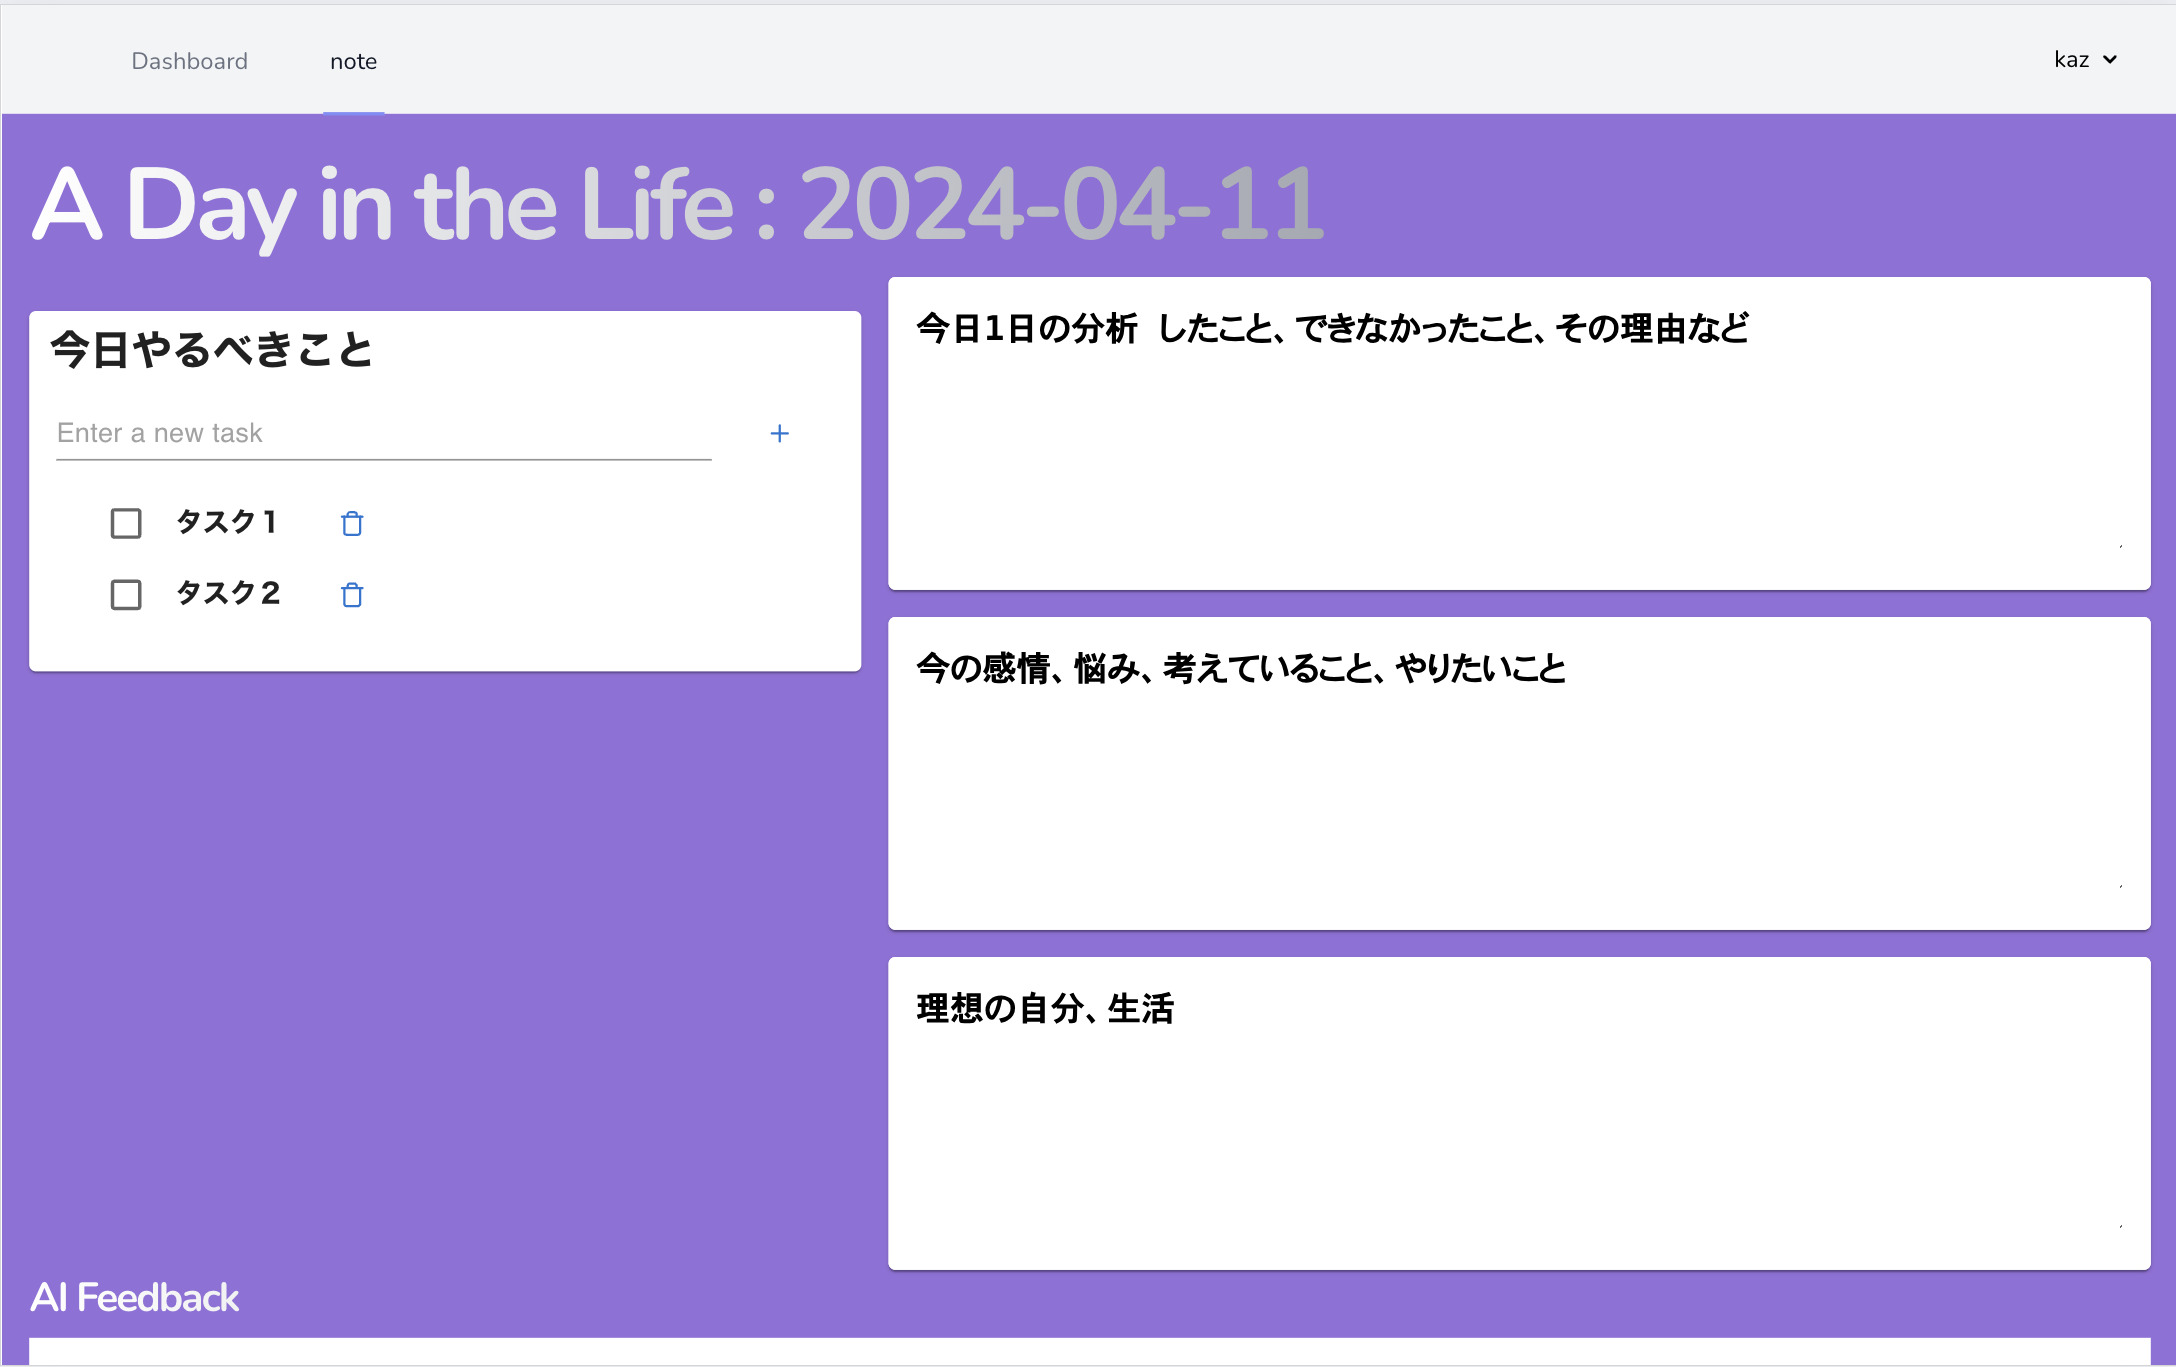 Dashboard
note
kaz
A Day in the Life : 2024-04-11
今日やるべきこと
Enter a new task
タスク１
タスク２
今日1日の分析 したこと、できなかったこと、その理由など
今の感情、悩み、考えていること、やりたいこと
理想の自分、生活
AI Feedback